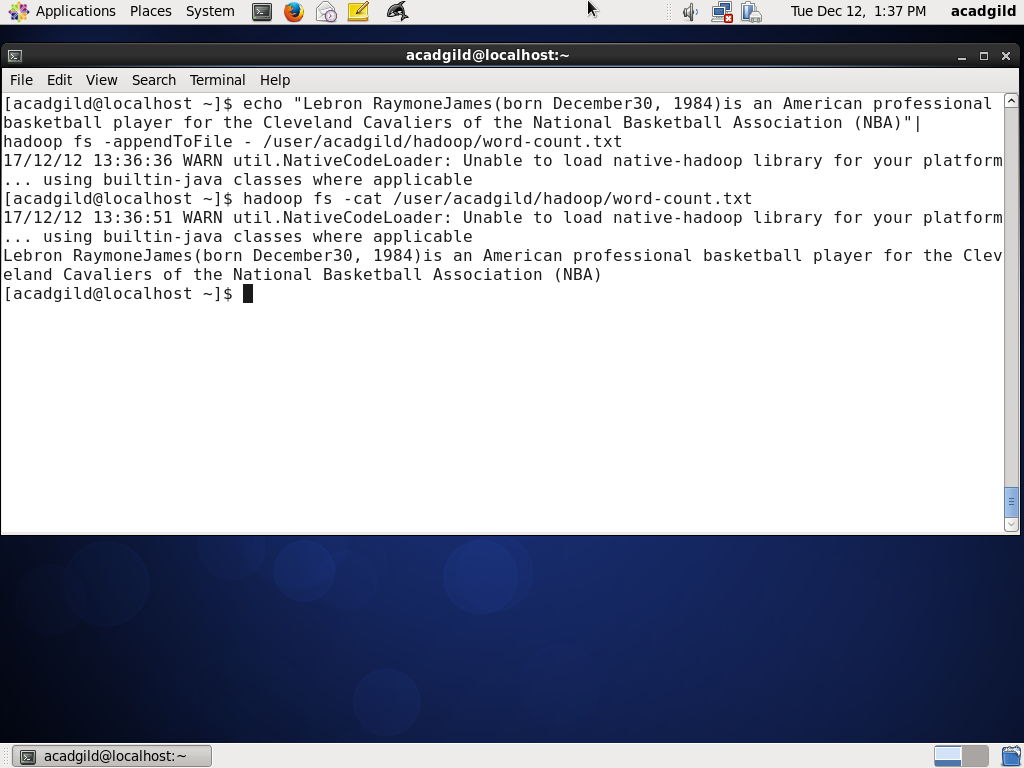 Applications Places System Tue Dec 12, 1:37 PM acadgild
acadgild@localhost:~
File Edit View Search Terminal Help
[acadgild@localhost ~]$ echo "Lebron RaymoneJames(born December30, 1984)is an American professional
basketball player for the Cleveland Cavaliers of the National Basketball Association (NBA)"|
hadoop fs -appendToFile - /user/acadgild/hadoop/word-count.txt
17/12/12 13:36:36 WARN util.NativeCodeLoader: Unable to load native-hadoop library for your platform
... using builtin-java classes where applicable
[acadgild@localhost ~]$ hadoop fs -cat /user/acadgild/hadoop/word-count.txt
17/12/12 13:36:51 WARN util.NativeCodeLoader: Unable to load native-hadoop library for your platform
... using builtin-java classes where applicable
Lebron RaymoneJames(born December30, 1984)is an American professional basketball player for the Clev
eland Cavaliers of the National Basketball Association (NBA)
[acadgild@localhost ~]$
acadgild@localhost:~